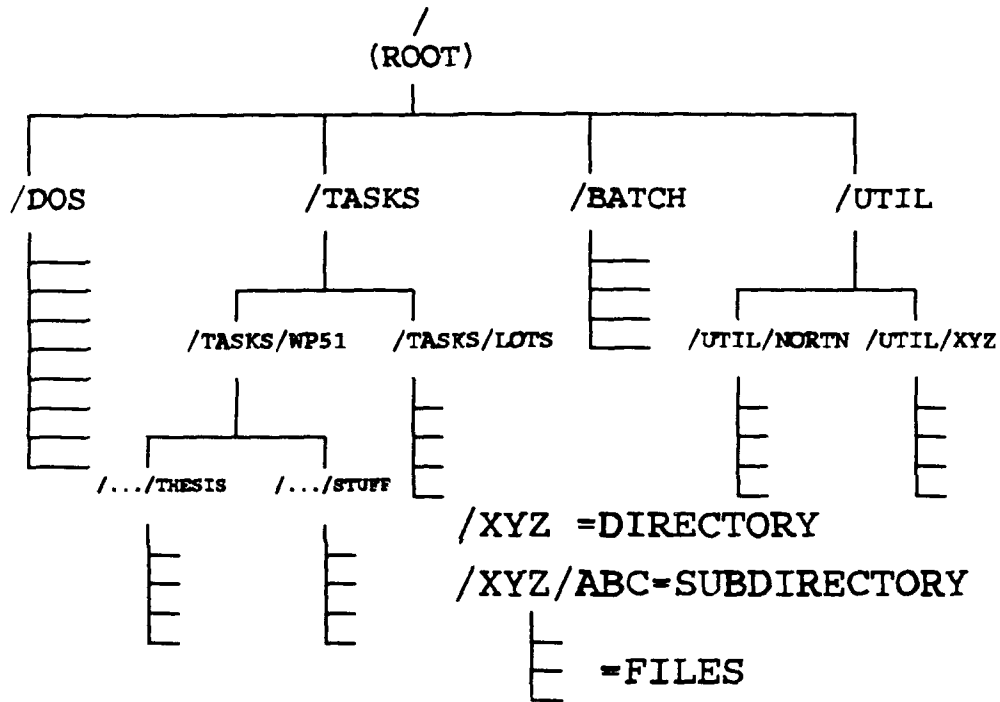 /
(ROOT)
/DOS /TASKS /BATCH /UTIL
/TASKS/WP51 /TASKS/LOTS /UTIL/NORTN /UTIL/XYZ
/.../THESIS /.../STUFF
/XYZ =DIRECTORY
/XYZ/ABC=SUBDIRECTORY
=FILES